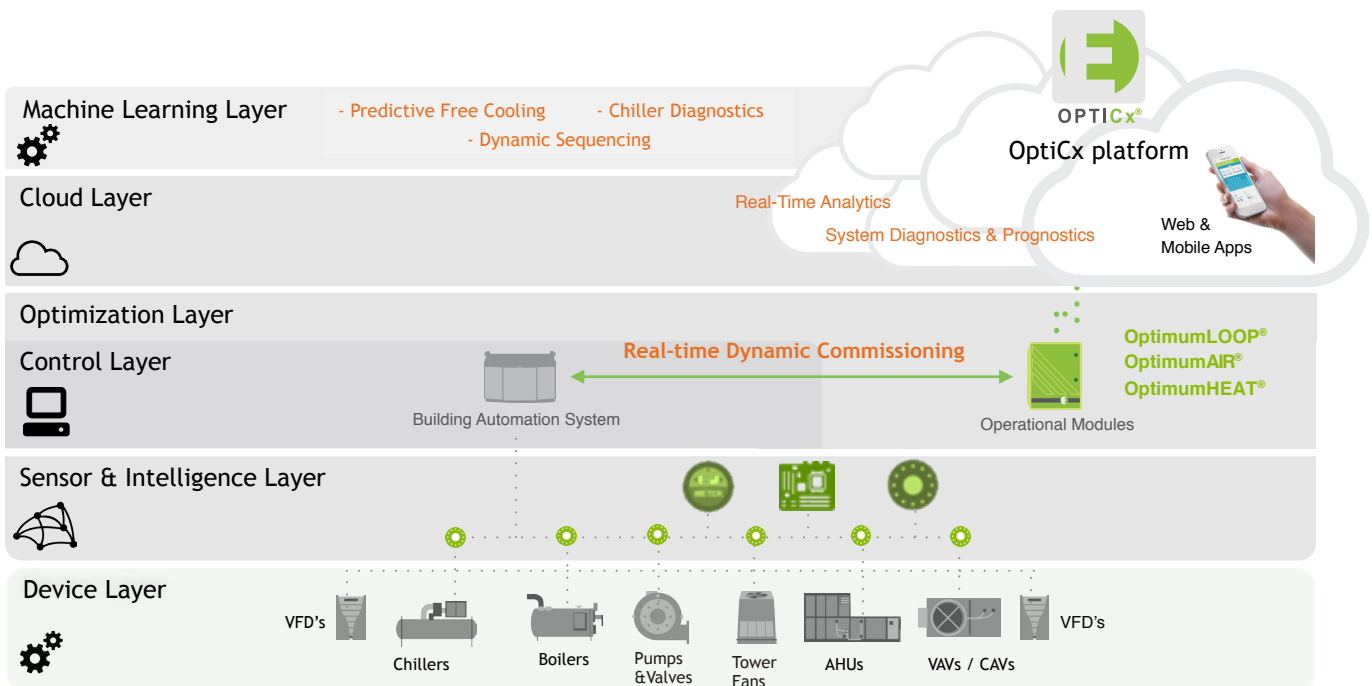 OPTICx®
OptiCx platform
Machine Learning Layer
- Predictive Free Cooling
- Chiller Diagnostics
- Dynamic Sequencing
Cloud Layer
Real-Time Analytics
System Diagnostics & Prognostics
Web &
Mobile Apps
Optimization Layer
Control Layer
Real-time Dynamic Commissioning
Building Automation System
Operational Modules
OptimumLOOP®
OptimumAIR®
OptimumHEAT®
Sensor & Intelligence Layer
METER
Device Layer
VFD's
Chillers
Boilers
Pumps
&Valves
Tower
Fans
AHUs
VAVs / CAVs
VFD's